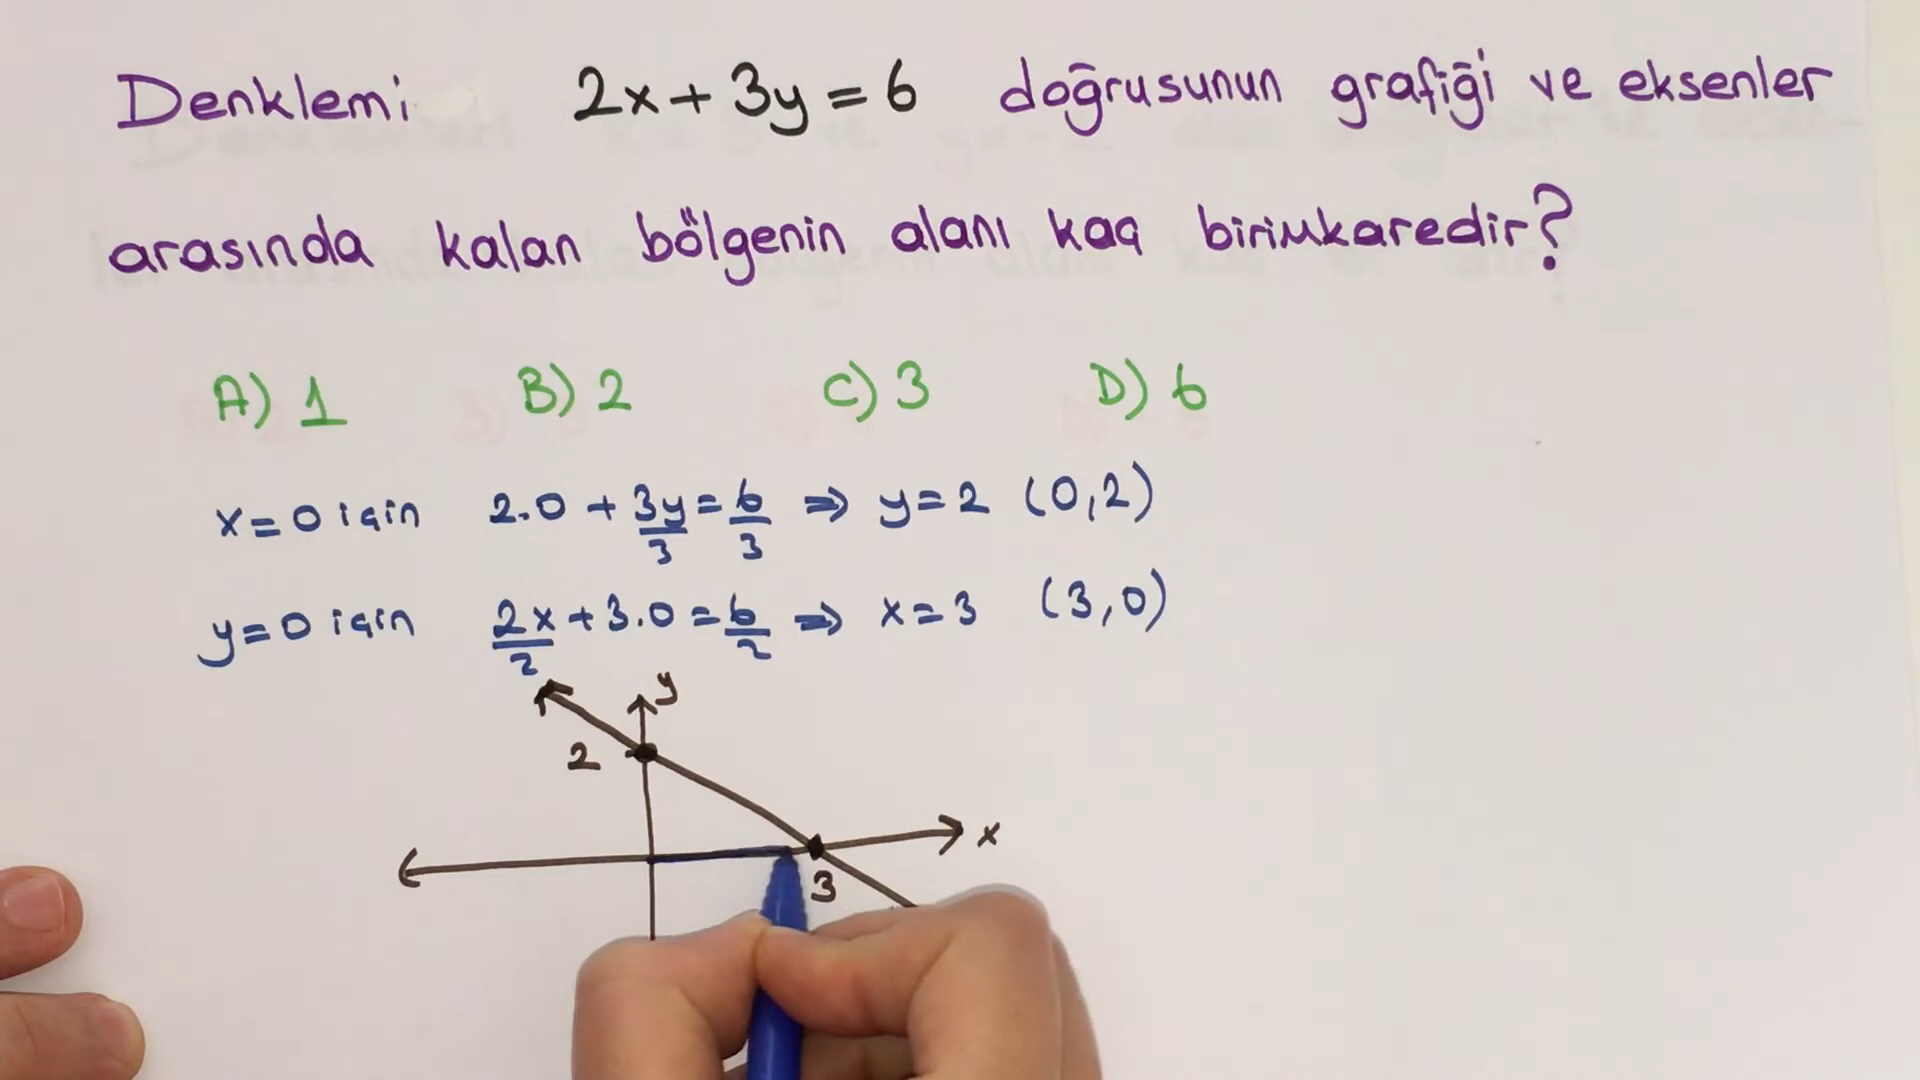 Denklemi 2x + 3y = 6 doğrusunun grafiği ve eksenler
arasında kalan bölgenin alanı kaç birimkaredir?
A) 1 B) 2 C) 3 D) 6
x = 0 için 2.0 + 3y/3 = 6/3 ⇒ y = 2 (0,2)
y = 0 için 2x/2 + 3.0 = 6/2 ⇒ x = 3 (3,0)
y
2
x
3